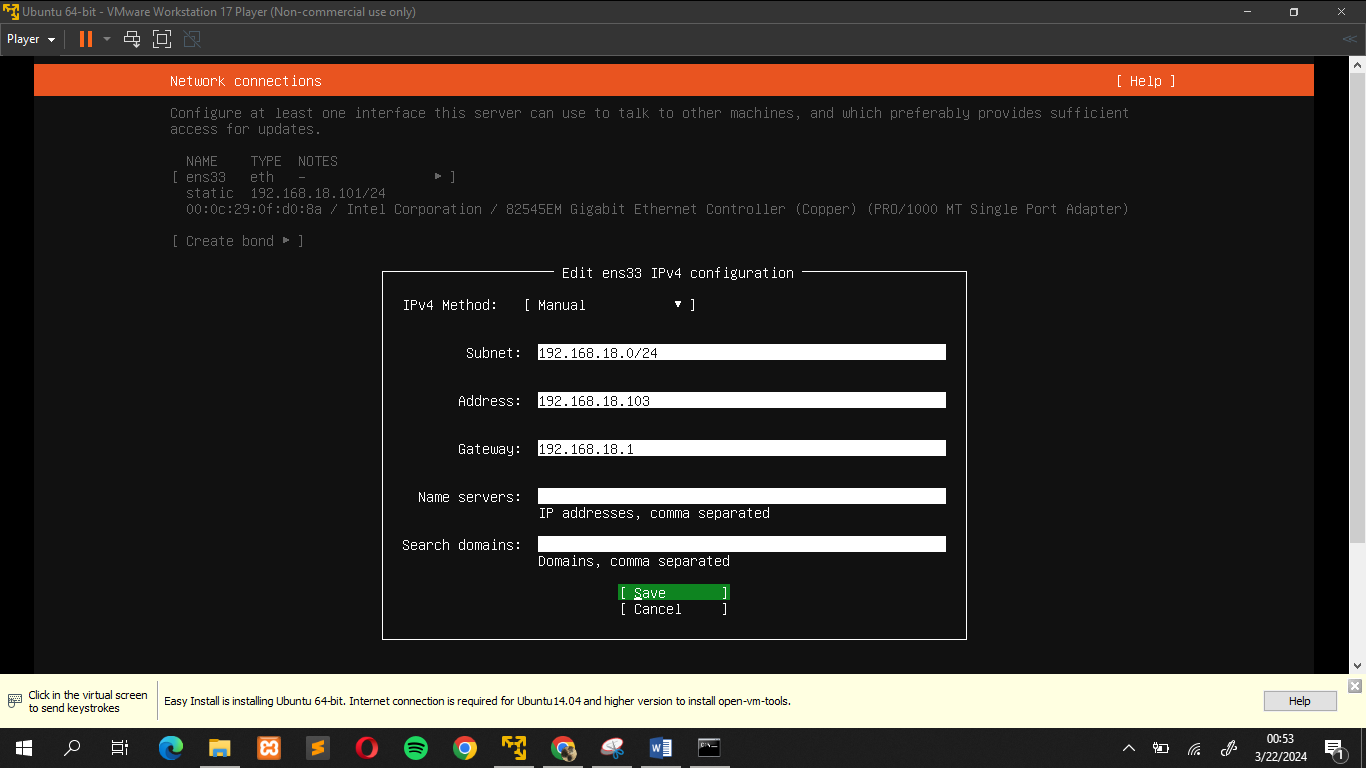 Ubuntu 64-bit - VMware Workstation 17 Player (Non-commercial use only)
Player
Network connections [ Help ]
Configure at least one interface this server can use to talk to other machines, and which preferably provides sufficient
access for updates.
NAME TYPE NOTES
[ ens33 eth – ▸ ]
static 192.168.18.101/24
00:0c:29:0f:d0:8a / Intel Corporation / 82545EM Gigabit Ethernet Controller (Copper) (PRO/1000 MT Single Port Adapter)
[ Create bond ▸ ]
Edit ens33 IPv4 configuration
IPv4 Method: [ Manual ▾ ]
Subnet: 192.168.18.0/24
Address: 192.168.18.103
Gateway: 192.168.18.1
Name servers:
IP addresses, comma separated
Search domains:
Domains, comma separated
[ Save ]
[ Cancel ]
Click in the virtual screen
to send keystrokes
Easy Install is installing Ubuntu 64-bit. Internet connection is required for Ubuntu14.04 and higher version to install open-vm-tools.
Help
00:53
3/22/2024
1